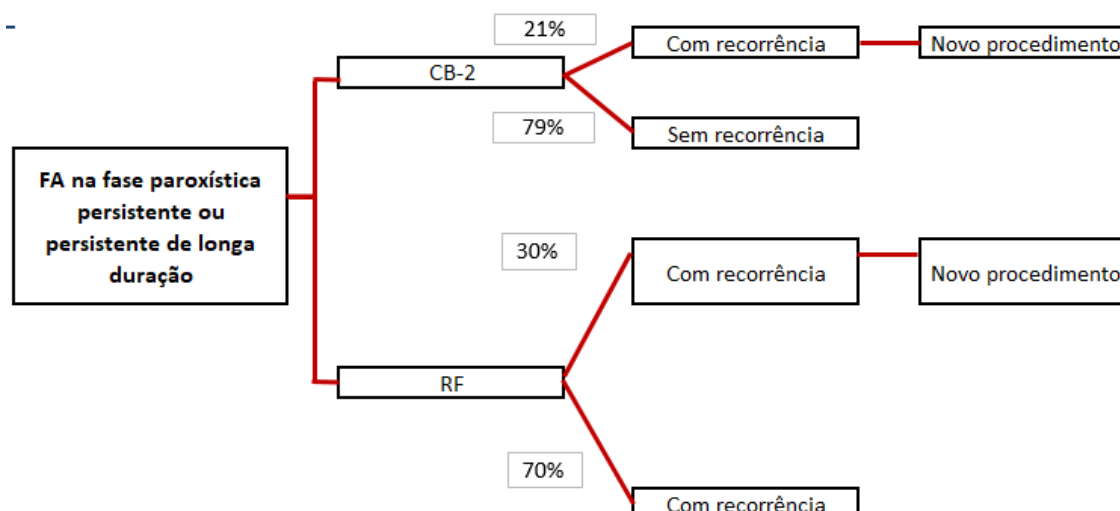 21%
Com recorrência
Novo procedimento
CB-2
79%
Sem recorrência
FA na fase paroxística
persistente ou
persistente de longa
duração
30%
Com recorrência
Novo procedimento
RF
70%
Com recorrência